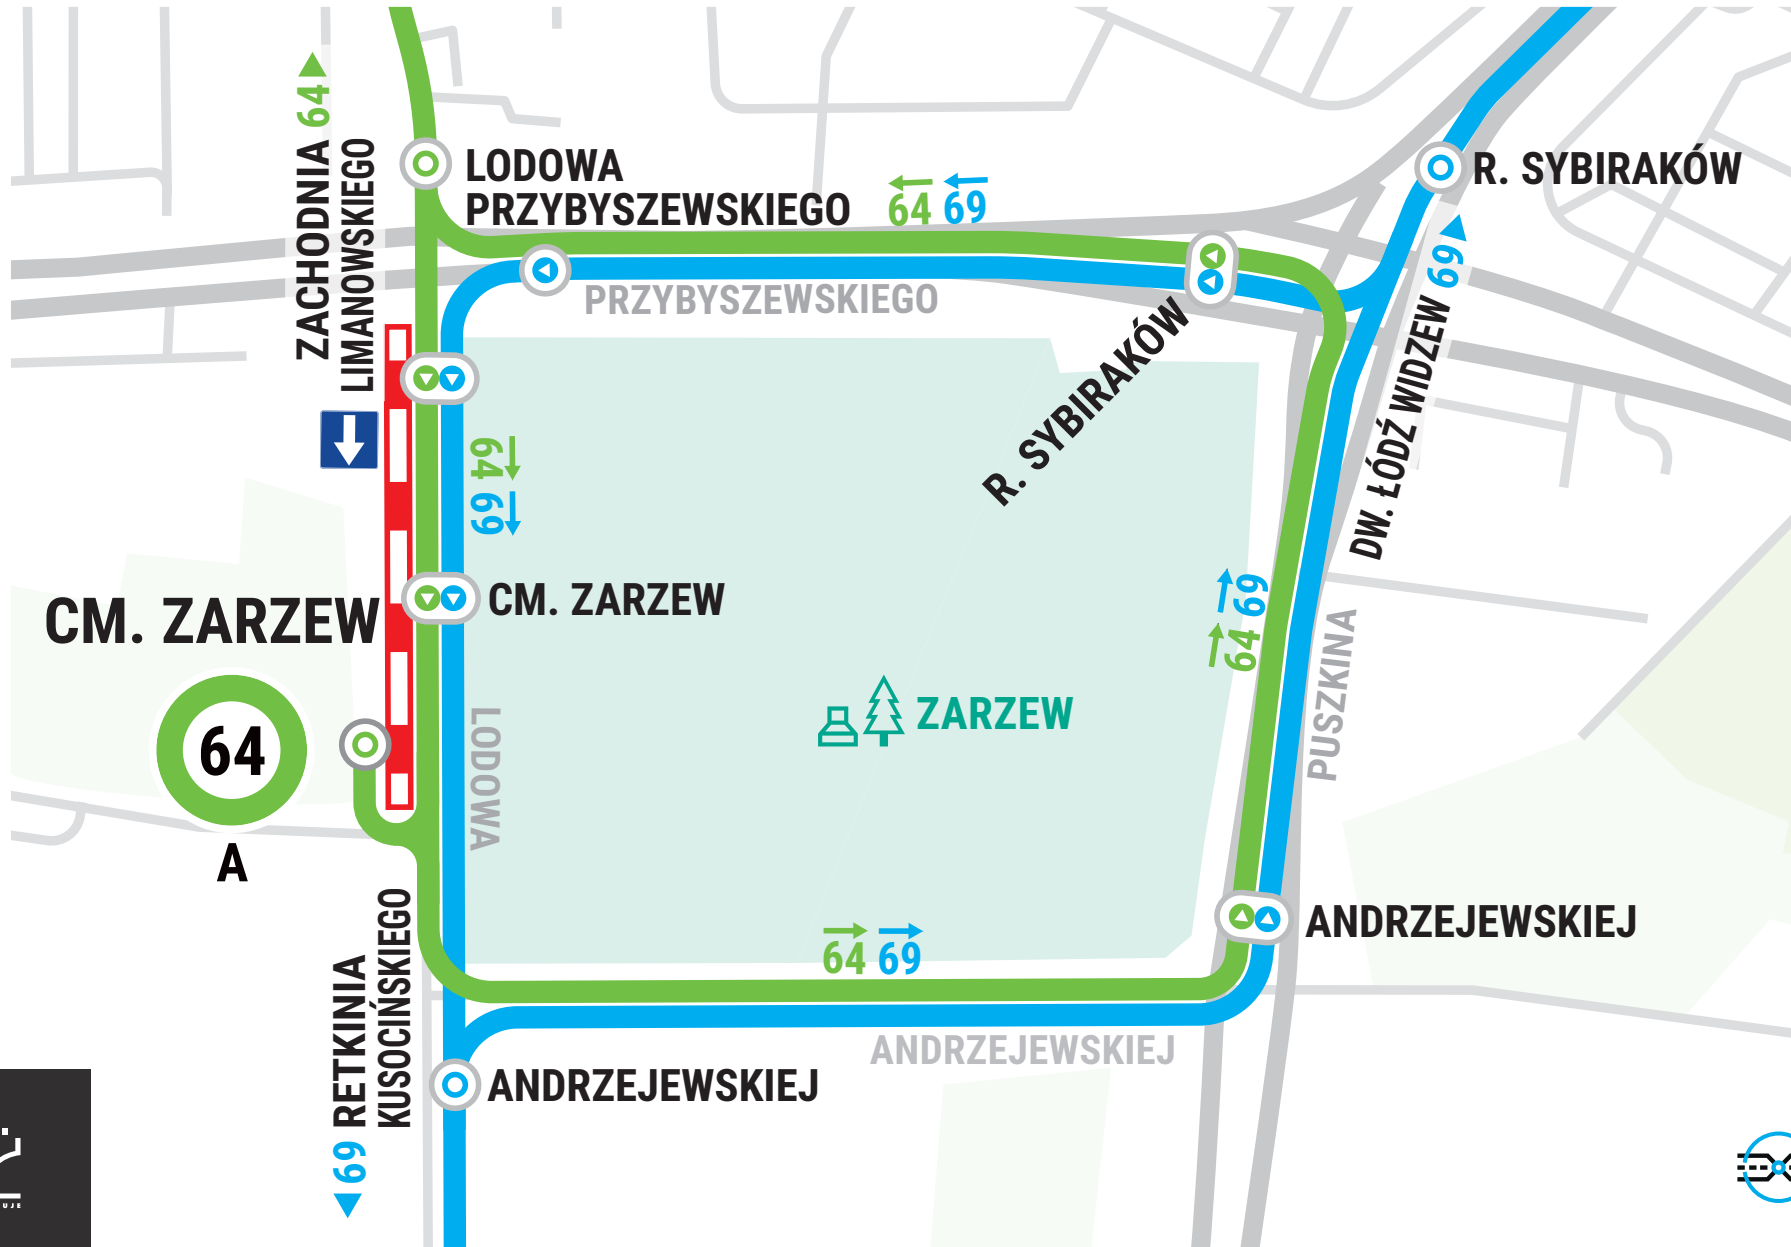 ZACHODNIA 64
LIMANOWSKIEGO
LODOWA
PRZYBYSZEWSKIEGO
64 69
R. SYBIRAKÓW
PRZYBYSZEWSKIEGO
R. SYBIRAKÓW
DW. ŁÓDŹ WIDZEW 69
64
69
CM. ZARZEW
CM. ZARZEW
64
A
LODOWA
ZARZEW
64 69
PUSZKINA
ANDRZEJEWSKIEJ
64 69
ANDRZEJEWSKIEJ
69 RETKINIA
KUSOCIŃSKIEGO
ANDRZEJEWSKIEJ